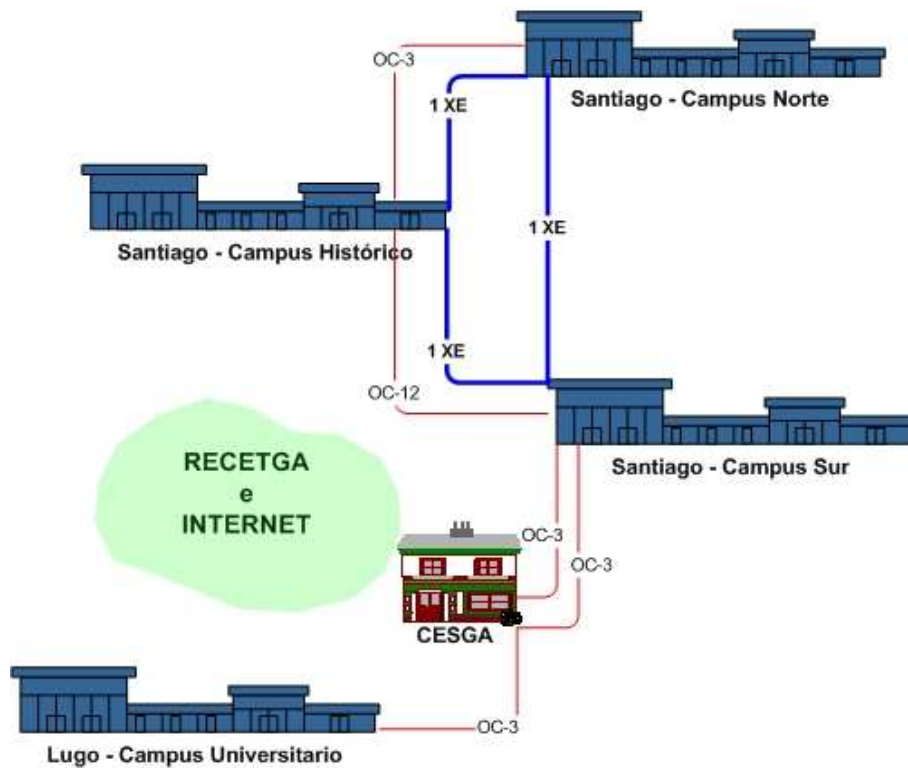 OC-3
Santiago - Campus Norte
1 XE
Santiago - Campus Histórico
1 XE
1 XE
OC-12
RECETGA
e
INTERNET
Santiago - Campus Sur
OC-3
OC-3
CESGA
OC-3
Lugo - Campus Universitario